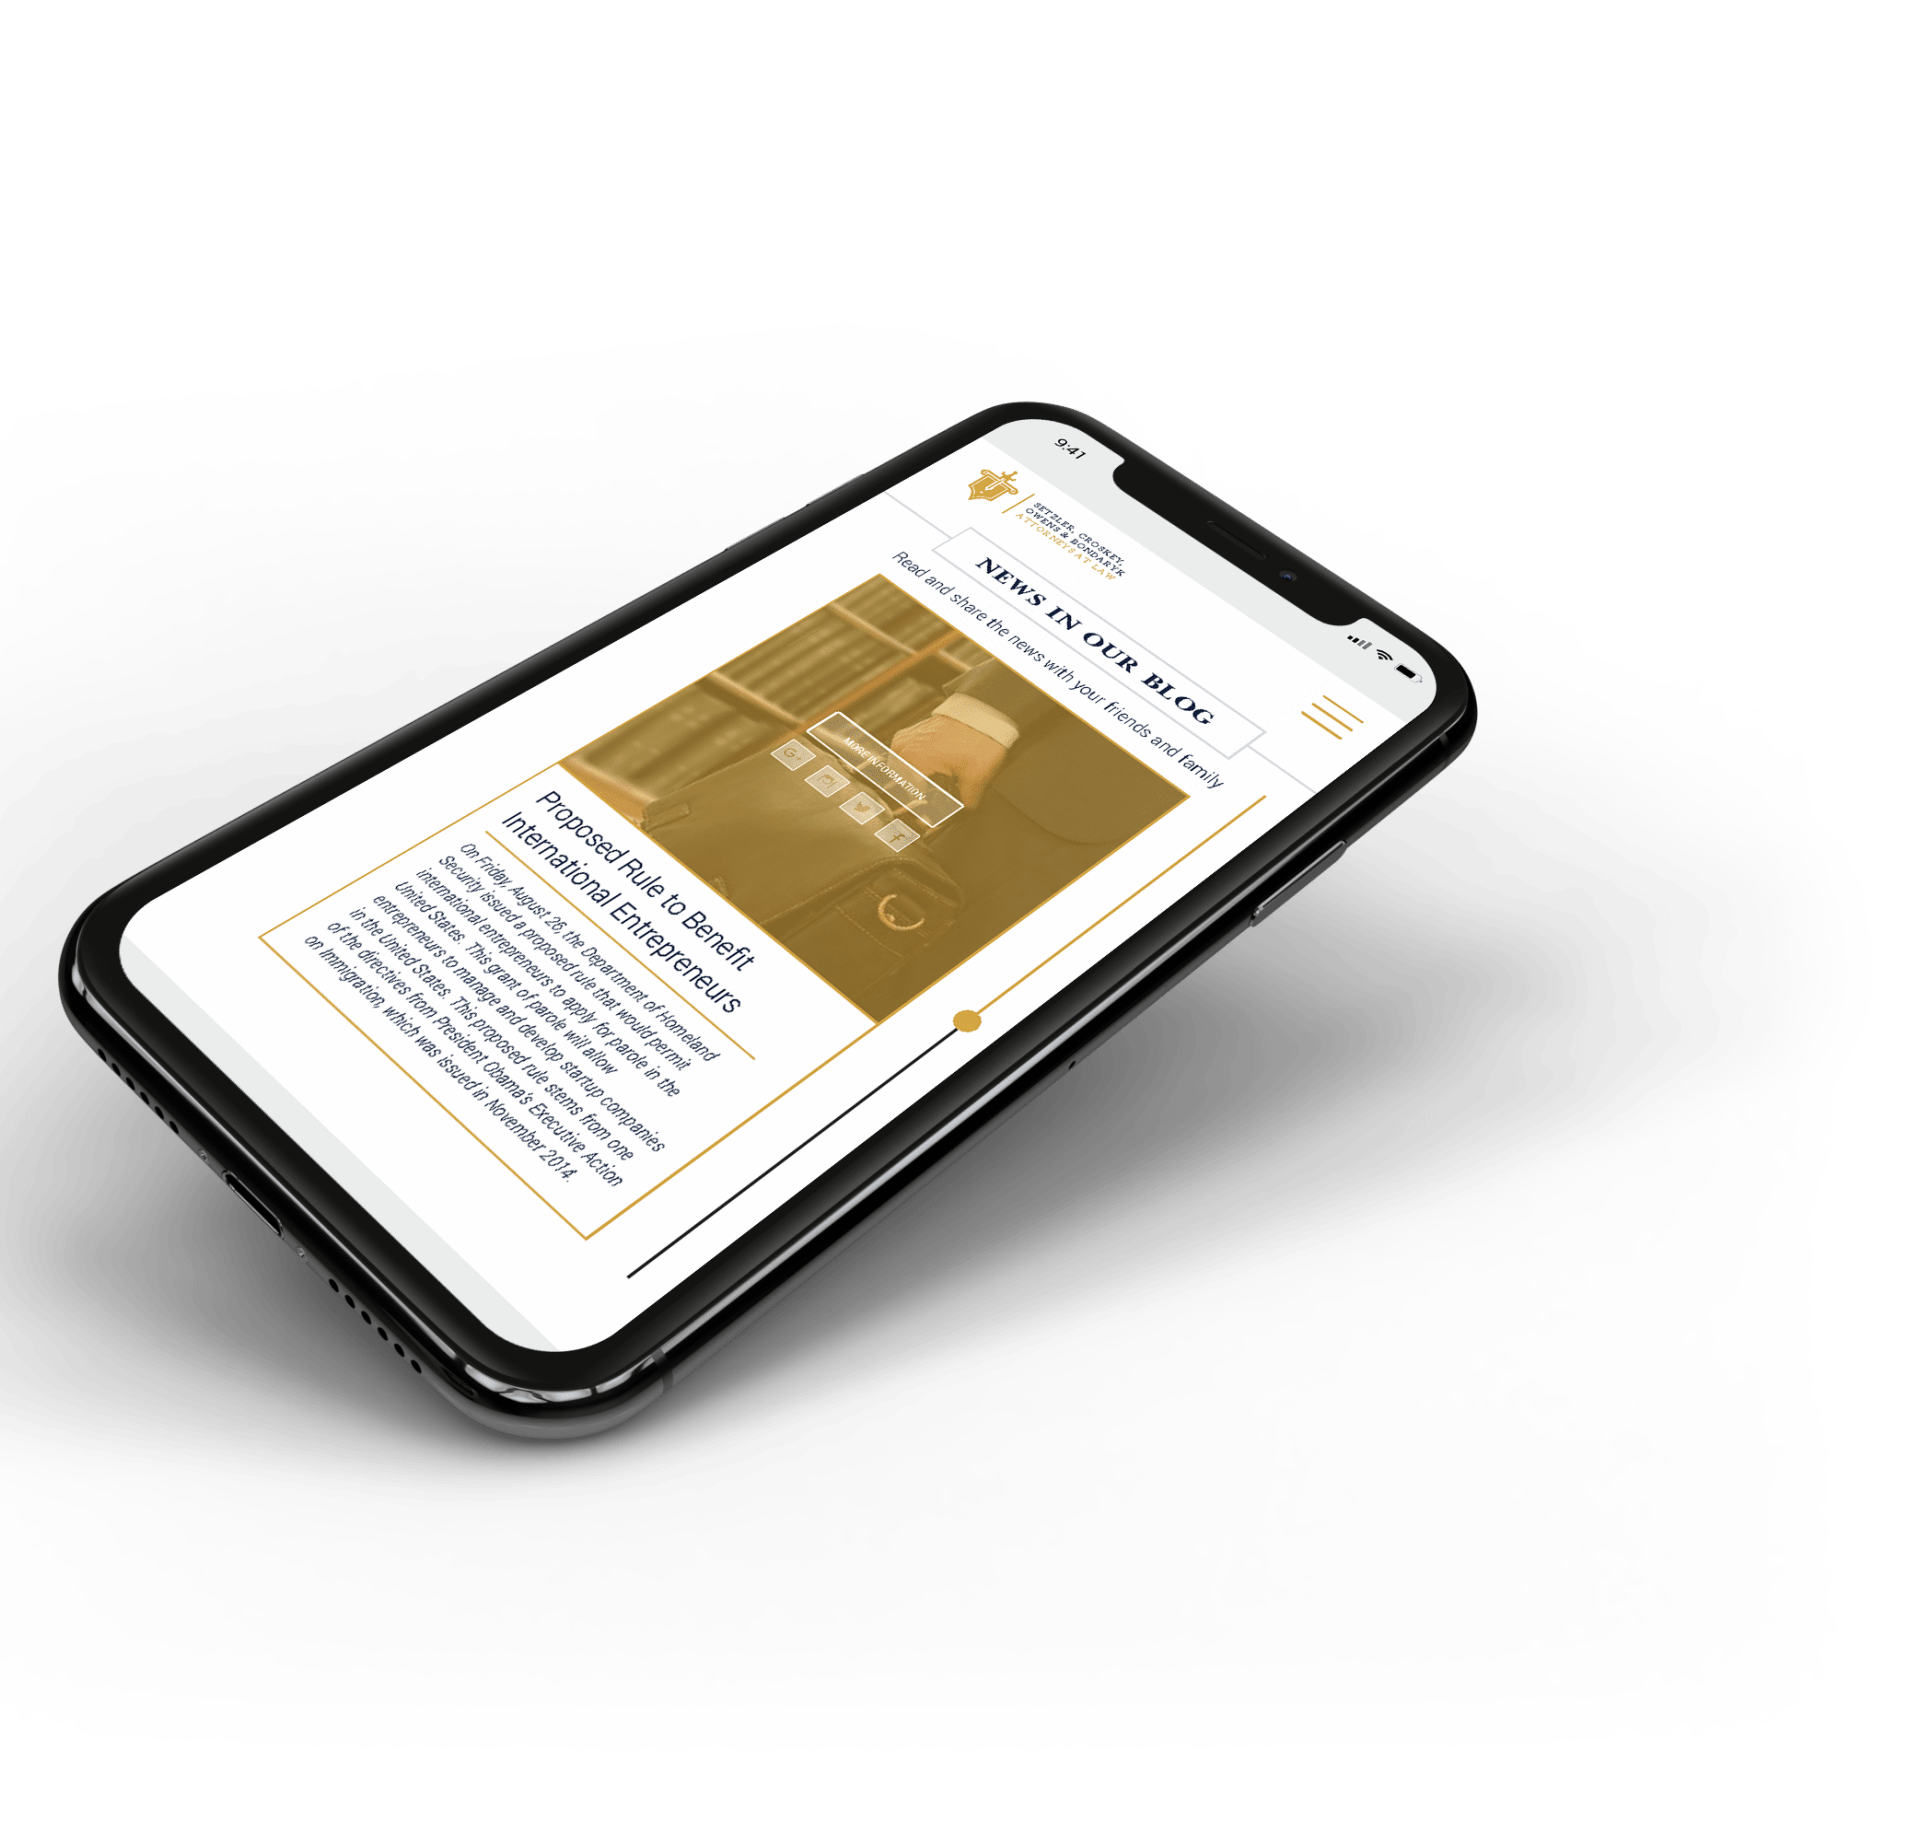 9:41
SETZLER, CROSKEY,
OWENS & BONDARYK
ATTORNEYS AT LAW
NEWS IN OUR BLOG
Read and share the news with your friends and family
MORE INFORMATION
G+
Proposed Rule to Benefit
International Entrepreneurs
On Friday, August 26, the Department of Homeland
Security issued a proposed rule that would permit
international entrepreneurs to apply for parole in the
United States. This grant of parole will allow
entrepreneurs to manage and develop startup companies
in the United States. This proposed rule stems from one
of the directives from President Obama's Executive Action
on Immigration, which was issued in November 2014.